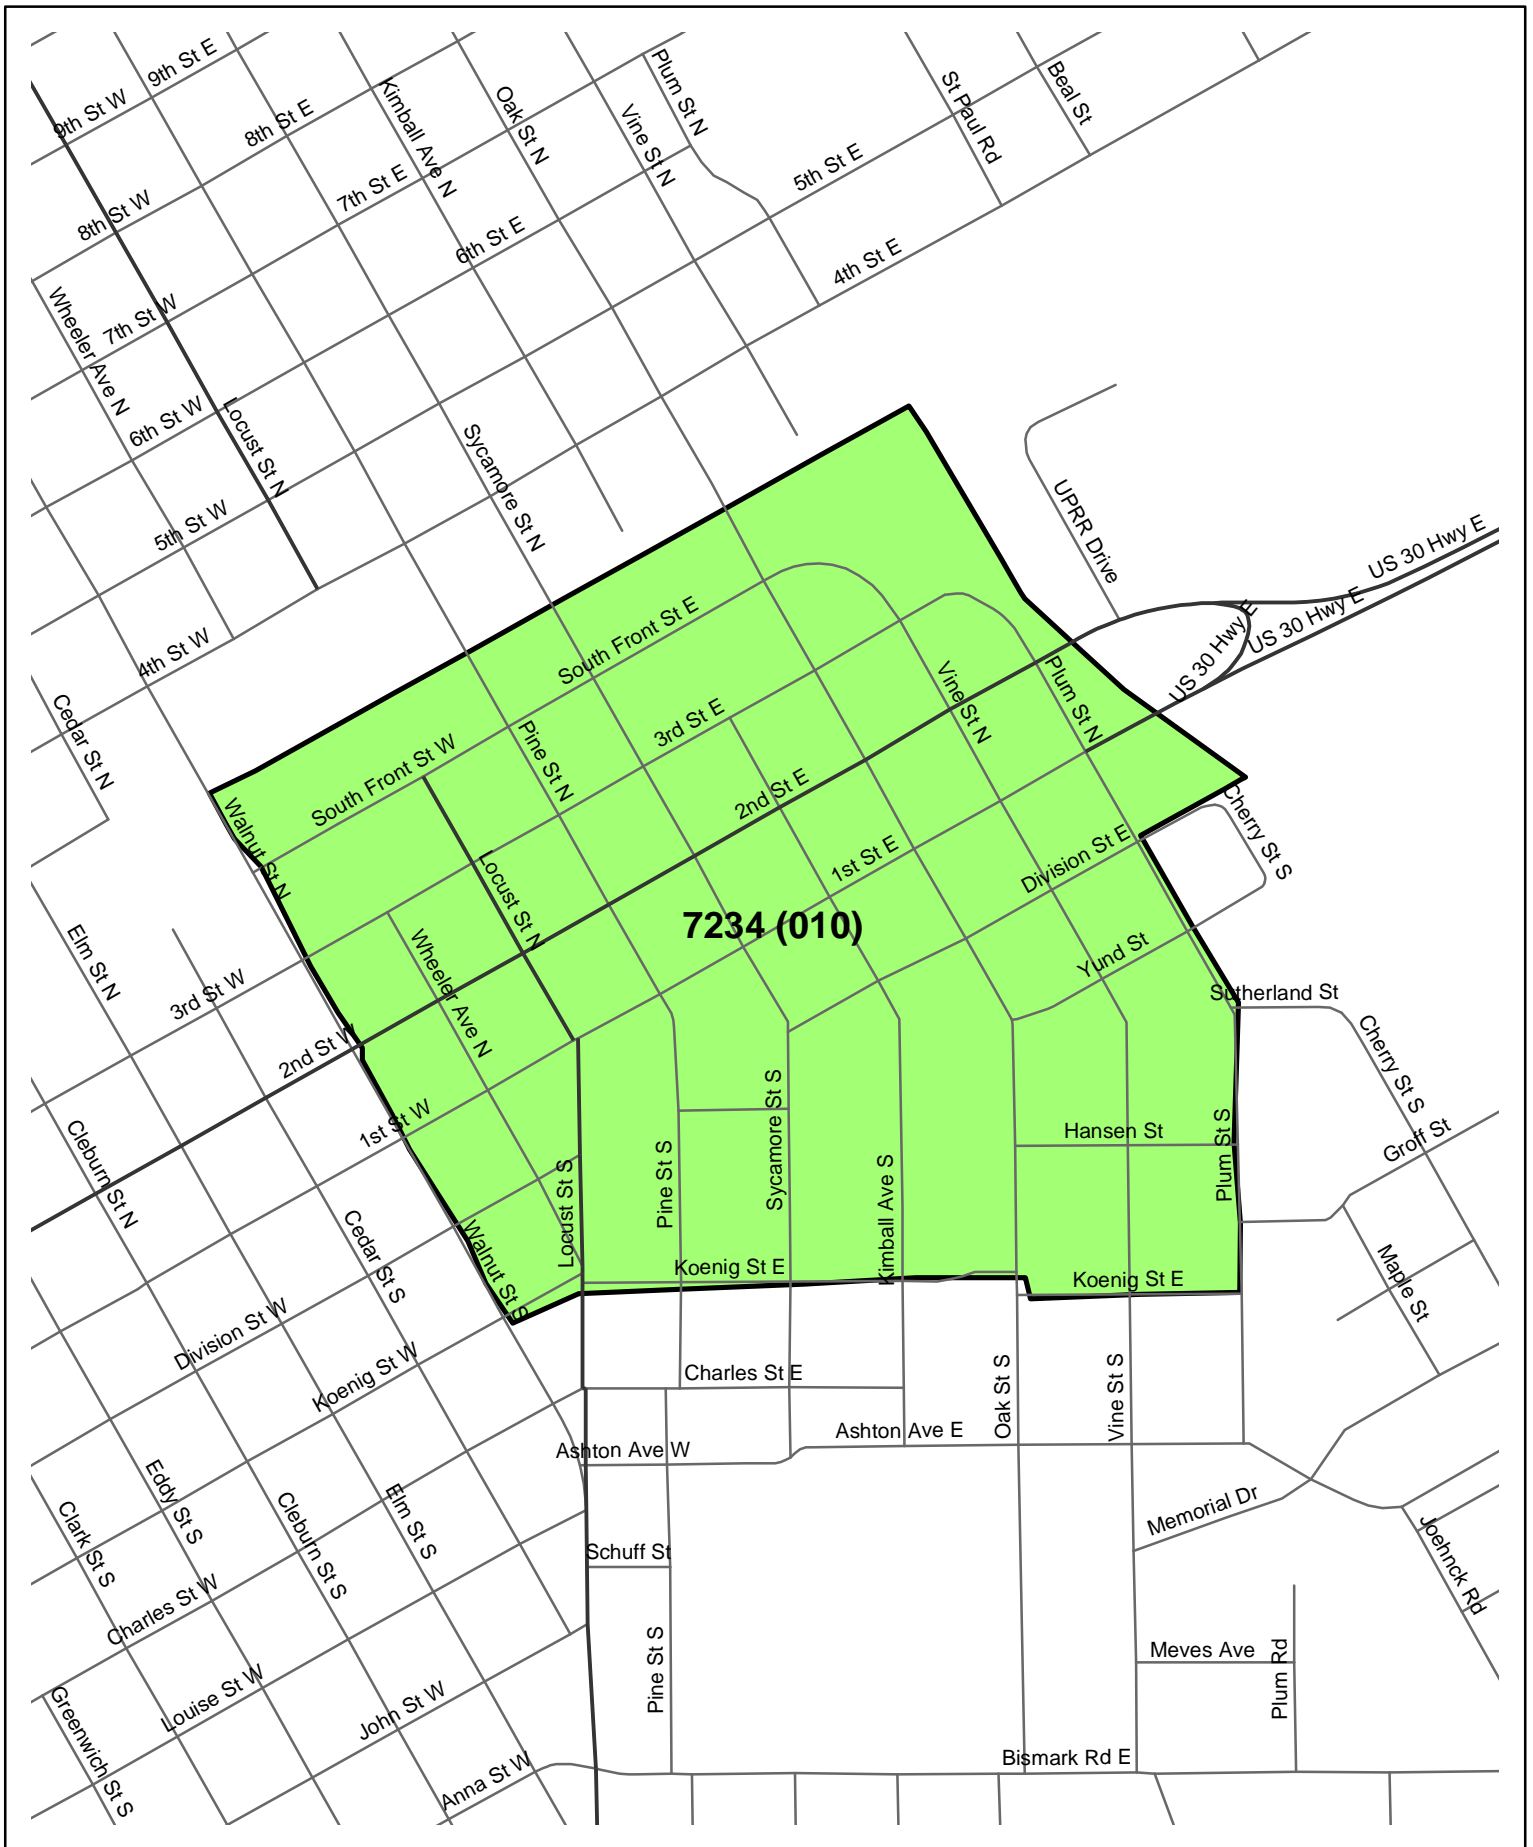 9th St E
9th St W
8th St E
Kimball Ave N
Oak St N
Plum St N
Vine St N
St Paul Rd
Beal St
8th St W
7th St E
6th St E
5th St E
4th St E
Wheeler Ave N
7th St W
6th St W
Locust St N
5th St W
Sycamore St N
4th St W
UPRR Drive
US 30 Hwy E
US 30 Hwy E
US 30 Hwy E
South Front St E
Cedar St N
Pine St N
3rd St E
Vine St N
Plum St N
South Front St W
2nd St E
Walnut St N
Cherry St S
Locust St N
1st St E
Division St E
7234 (010)
Elm St N
Wheeler Ave N
Yund St
3rd St W
Sutherland St
2nd St W
Cherry St S
1st St W
Sycamore St S
Hansen St
Plum St S
Groff St
Cleburn St N
Pine St S
Kimball Ave S
Locust St S
Cedar St S
Walnut St S
Koenig St E
Koenig St E
Maple St
Division St W
Koenig St W
Charles St E
Oak St S
Vine St S
Ashton Ave E
Ashton Ave W
Eddy St S
Clark St S
Cleburn St S
Elm St S
Memorial Dr
Joehnck Rd
Schuff St
Charles St W
Pine St S
Meves Ave
Plum Rd
Louise St W
John St W
Greenwich St S
Bismark Rd E
Anna St W